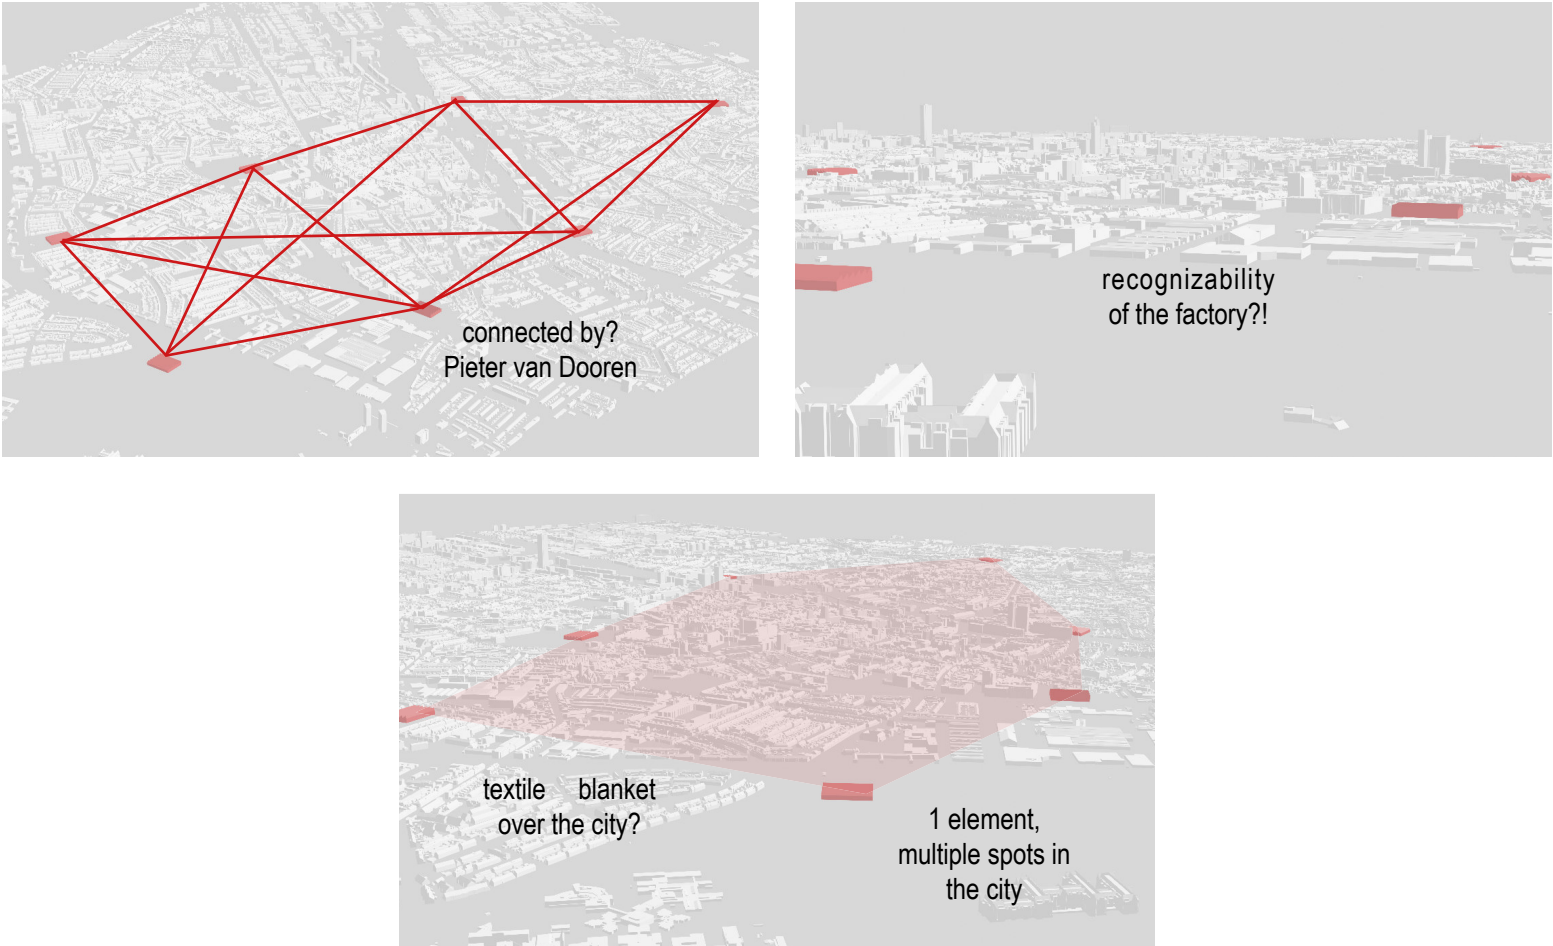 connected by?
Pieter van Dooren
recognizability
of the factory?!
textile blanket
over the city?
1 element,
multiple spots in
the city